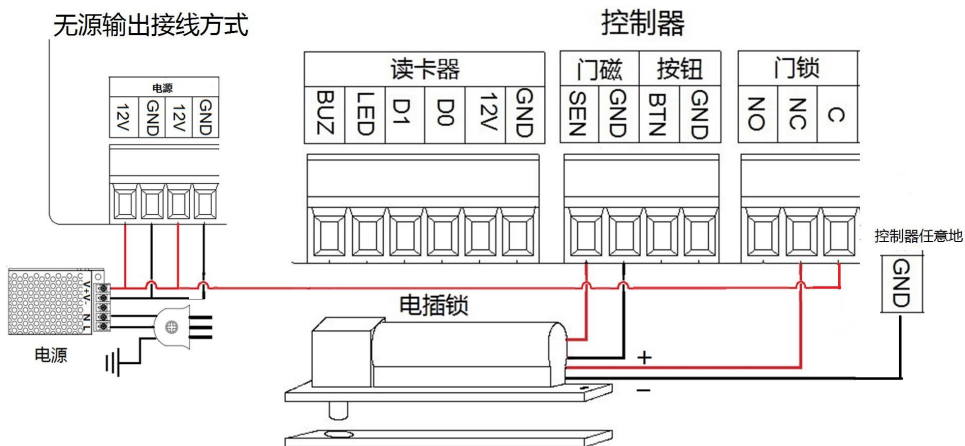 无源输出接线方式
控制器
电源
12V GND 12V GND
读卡器
BUZ LED D1 D0 12V GND
门磁 按钮
SEN GND BTN GND
门锁
NO NC C
控制器任意地
GND
V+ V- N L
电源
电插锁
+
−